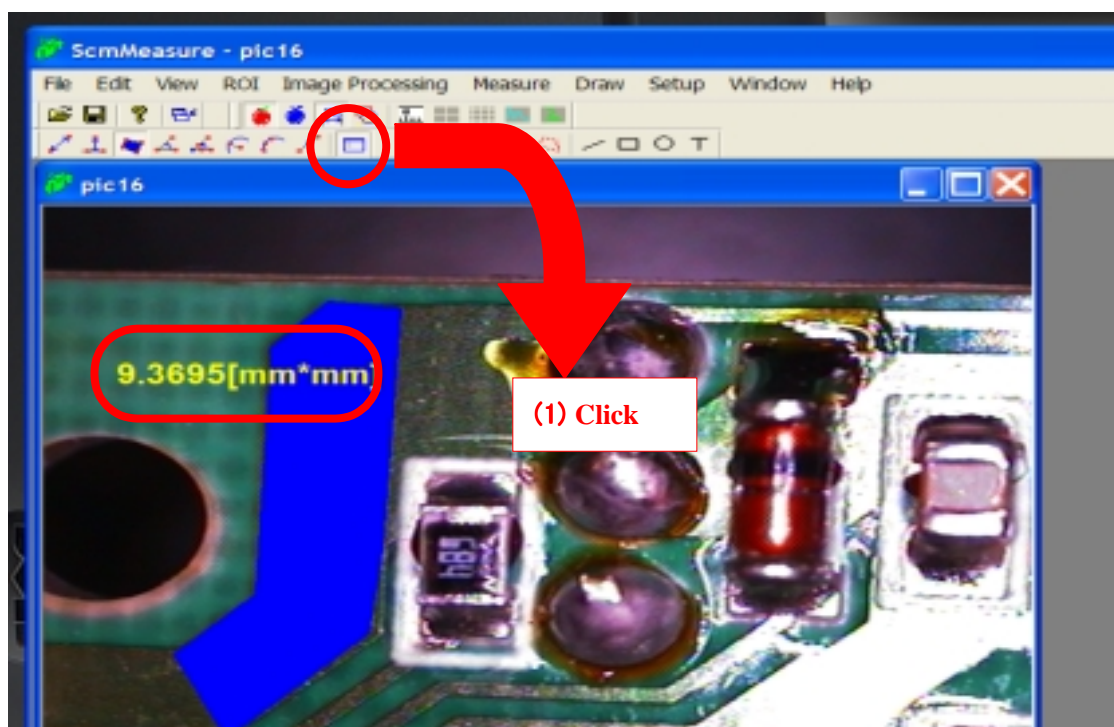 ScmMeasure - pic16
File Edit View ROI Image Processing Measure Draw Setup Window Help
T
pic16
9.3695[mm*mm]
(1) Click